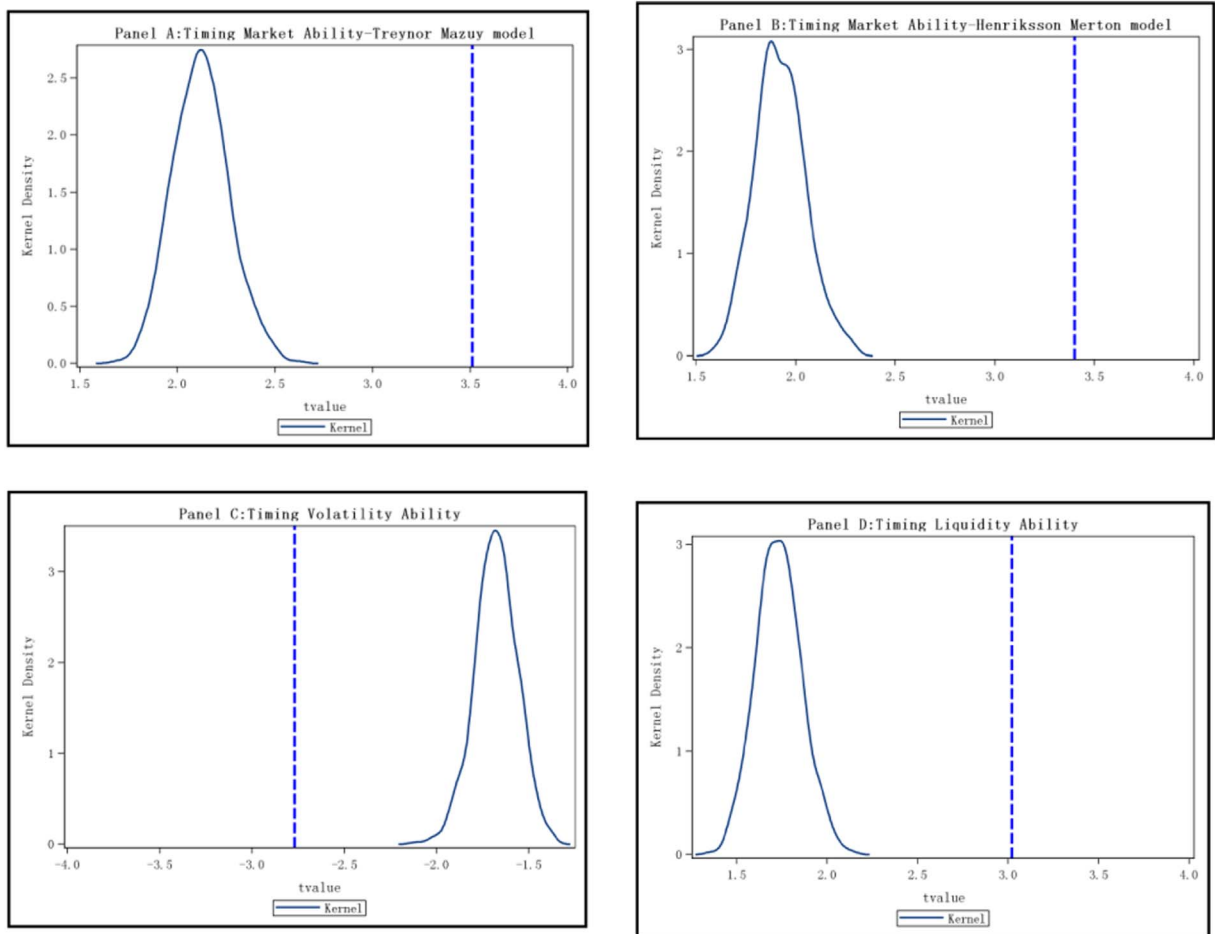 Panel A:Timing Market Ability-Treynor Mazuy model
Kernel Density
2.5
2.0
1.5
1.0
0.5
0.0
1.5 2.0 2.5 3.0 3.5 4.0
tvalue
Kernel
Panel B:Timing Market Ability-Henriksson Merton model
Kernel Density
3
2
1
0
1.5 2.0 2.5 3.0 3.5 4.0
tvalue
Kernel
Panel C:Timing Volatility Ability
Kernel Density
3
2
1
0
-4.0 -3.5 -3.0 -2.5 -2.0 -1.5
tvalue
Kernel
Panel D:Timing Liquidity Ability
Kernel Density
3
2
1
0
1.5 2.0 2.5 3.0 3.5 4.0
tvalue
Kernel